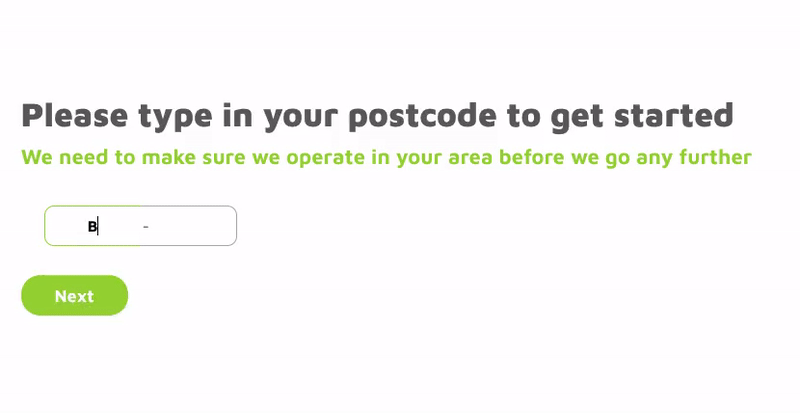 Please type in your postcode to get started
We need to make sure we operate in your area before we go any further
B -
Next